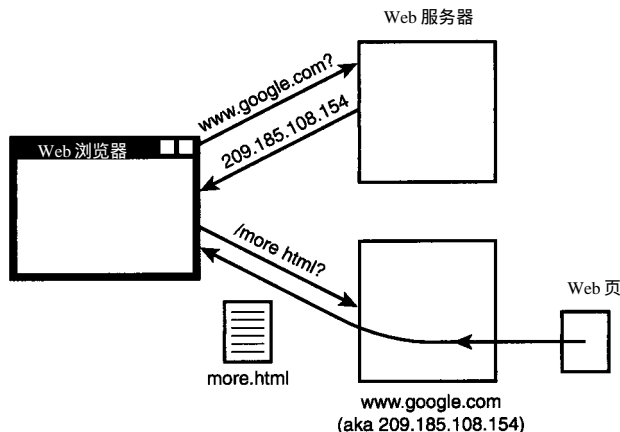 Web 服务器
www.google.com?
209.185.108.154
Web 浏览器
/more html?
Web 页
more.html
www.google.com
(aka 209.185.108.154)